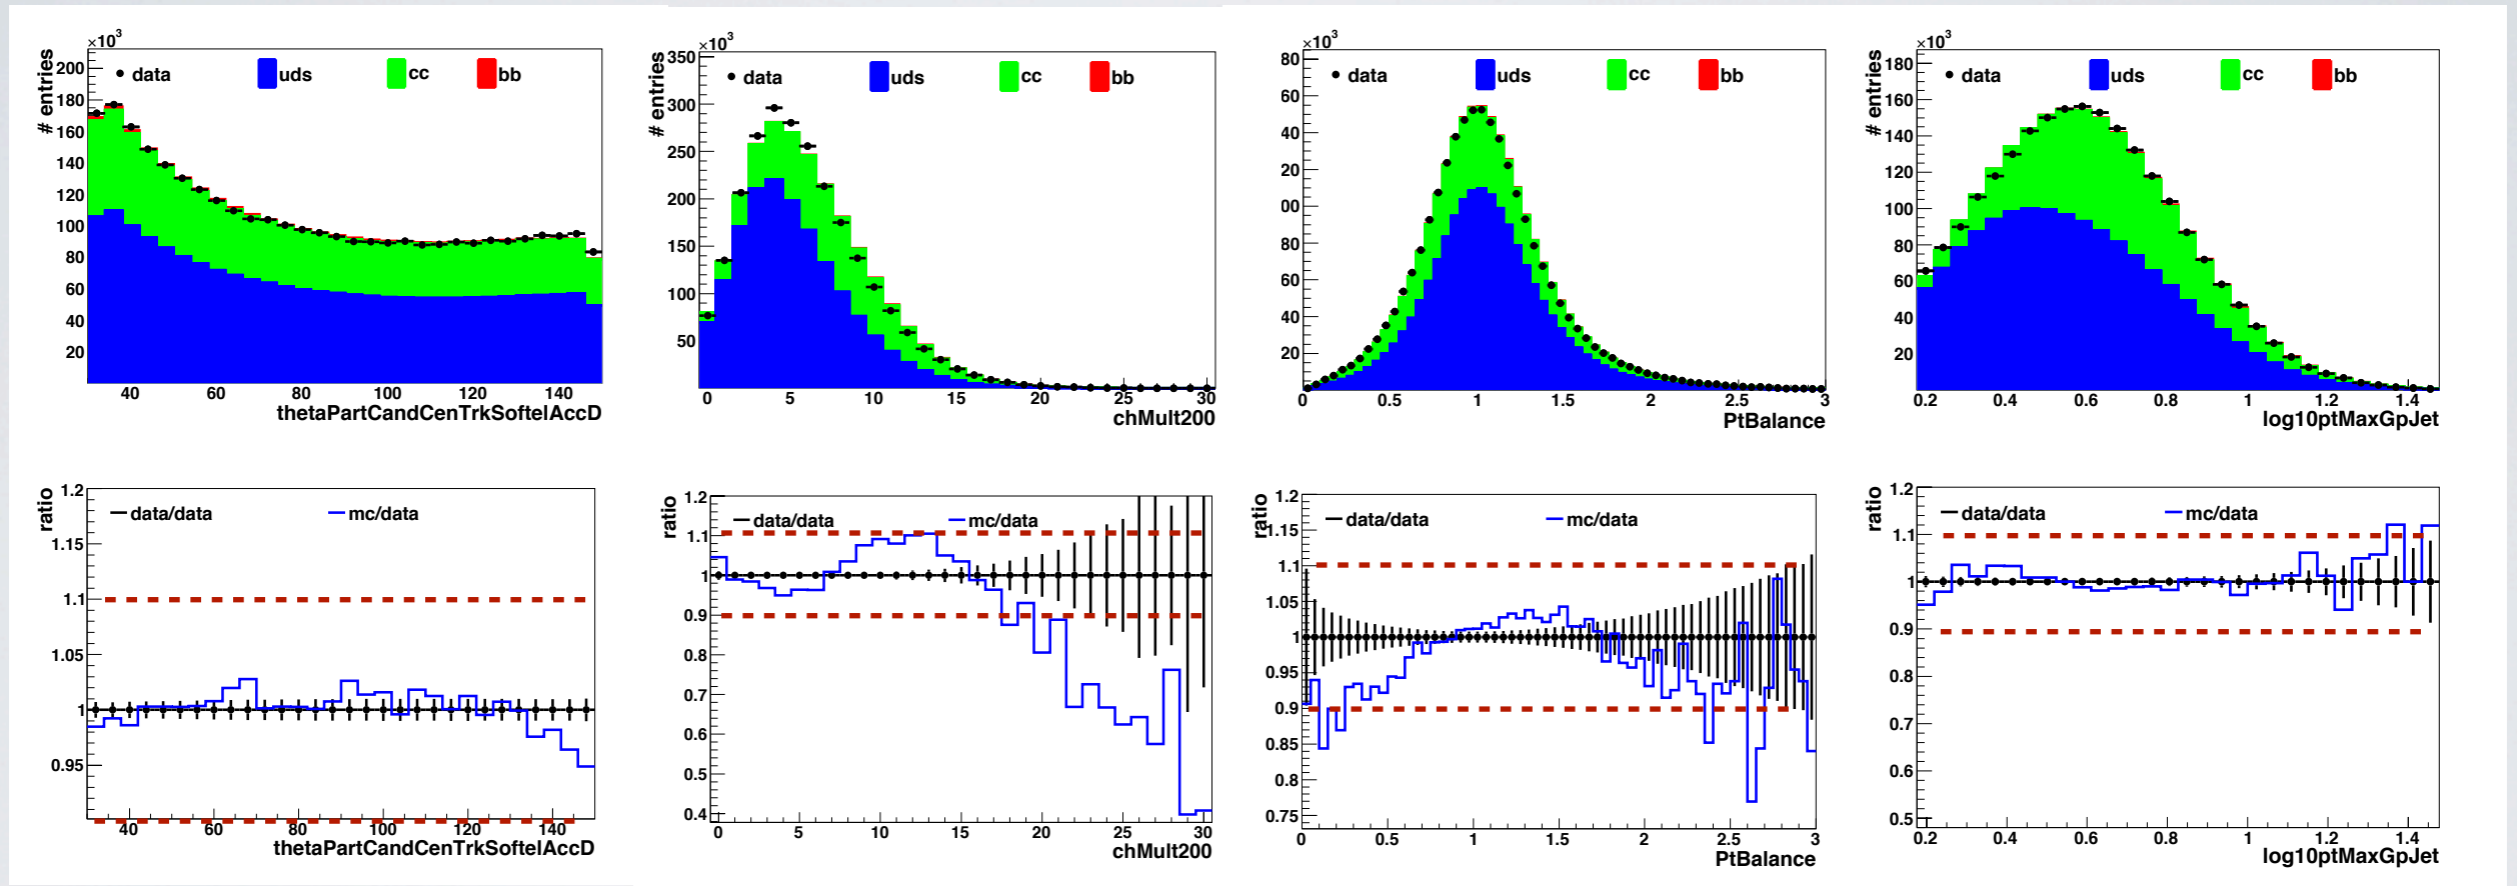 ×10³
# entries
data uds cc bb
200
180
160
140
120
100
80
60
40
20
40 60 80 100 120 140
thetaPartCandCenTrkSoftelAccD
×10³
# entries
data uds cc bb
350
300
250
200
150
100
50
0 5 10 15 20 25 30
chMult200
×10³
data uds cc bb
80
60
40
20
00
80
60
40
20
0 0.5 1 1.5 2 2.5 3
PtBalance
×10³
# entries
data uds cc bb
180
160
140
120
100
80
60
40
20
0.2 0.4 0.6 0.8 1 1.2 1.4
log10ptMaxGpJet
ratio
data/data mc/data
1.2
1.15
1.1
1.05
1
0.95
40 60 80 100 120 140
thetaPartCandCenTrkSoftelAccD
ratio
data/data mc/data
1.2
1.1
1
0.9
0.8
0.7
0.6
0.5
0.4
0 5 10 15 20 25 30
chMult200
ratio
data/data mc/data
1.2
1.15
1.1
1.05
1
0.95
0.9
0.85
0.8
0.75
0 0.5 1 1.5 2 2.5 3
PtBalance
ratio
data/data mc/data
1.2
1.1
1
0.9
0.8
0.7
0.6
0.5
0.2 0.4 0.6 0.8 1 1.2 1.4
log10ptMaxGpJet